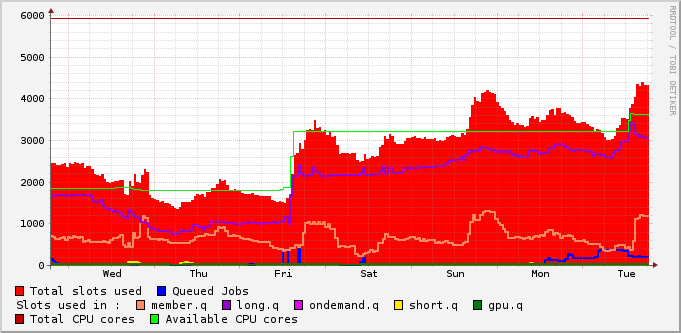 RRDTOOL / TOBI OETIKER
6000
5000
4000
3000
2000
1000
0
Wed Thu Fri Sat Sun Mon Tue
Total slots used Queued Jobs
Slots used in : member.q long.q ondemand.q short.q gpu.q
Total CPU cores Available CPU cores